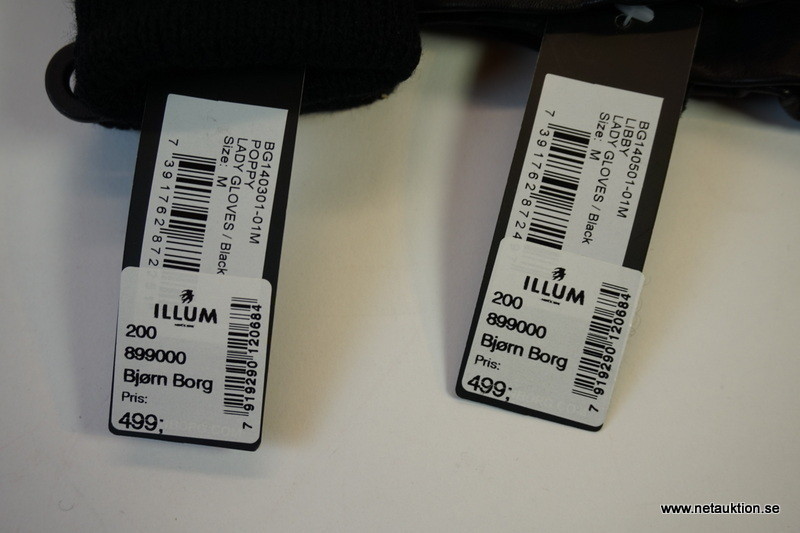 BG140301-01M
POPPY
LADY GLOVES / Black
Size: M
7 391762 872
ILLUM
200
899000
Bjørn Borg
Pris:
499;
7 919290 120684
BG140501-01M
LIBBY
LADY GLOVES / Black
Size: M
7 391762 8724
ILLUM
200
899000
Bjørn Borg
Pris:
499;
7 919290 120684
www.netauktion.se